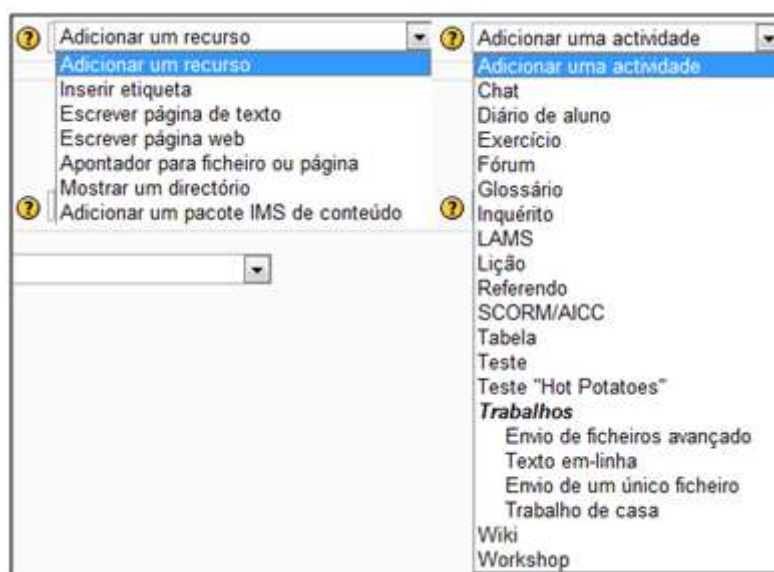 Adicionar um recurso
Adicionar um recurso
Inserir etiqueta
Escrever página de texto
Escrever página web
Apontador para ficheiro ou página
Mostrar um directório
Adicionar um pacote IMS de conteúdo
Adicionar uma actividade
Adicionar uma actividade
Chat
Diário de aluno
Exercício
Fórum
Glossário
Inquérito
LAMS
Lição
Referendo
SCORM/AICC
Tabela
Teste
Teste "Hot Potatoes"
Trabalhos
Envio de ficheiros avançado
Texto em-linha
Envio de um único ficheiro
Trabalho de casa
Wiki
Workshop